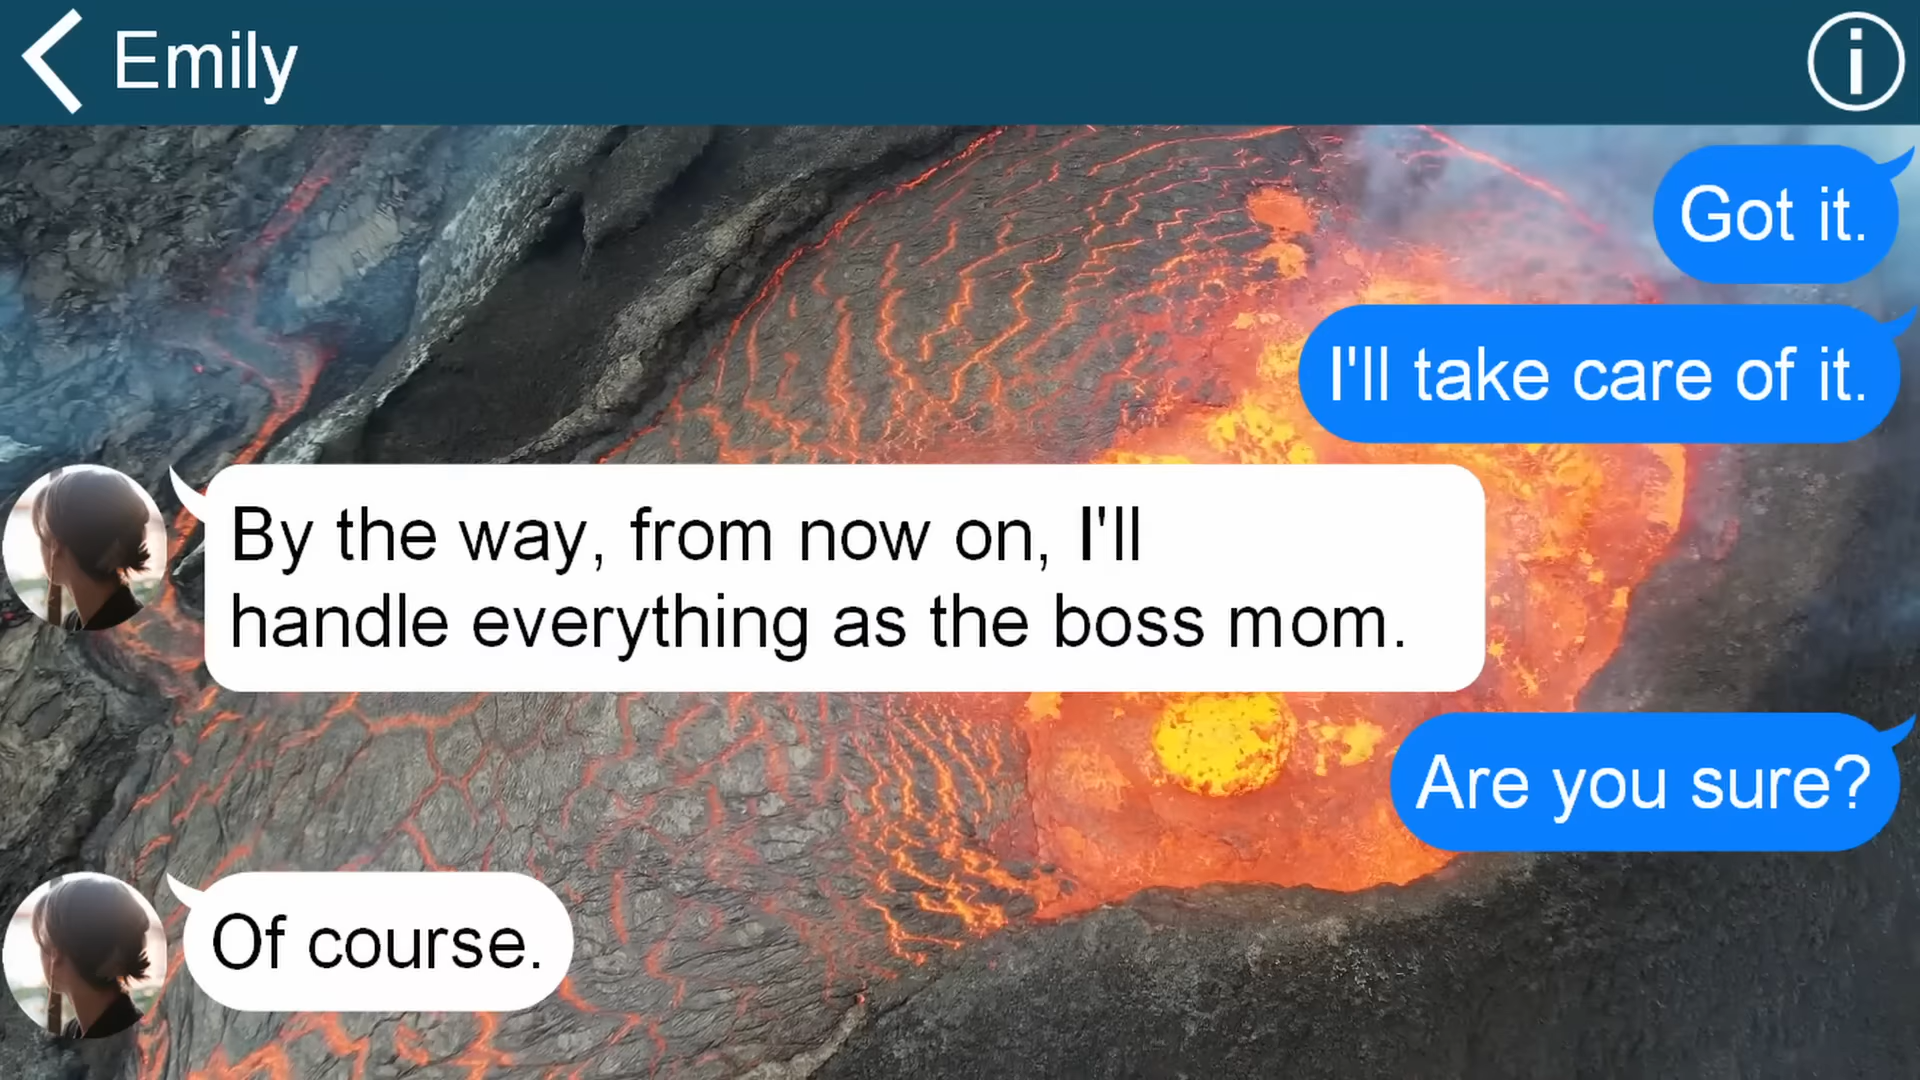 Emily
Got it.
I'll take care of it.
By the way, from now on, I'll
handle everything as the boss mom.
Are you sure?
Of course.